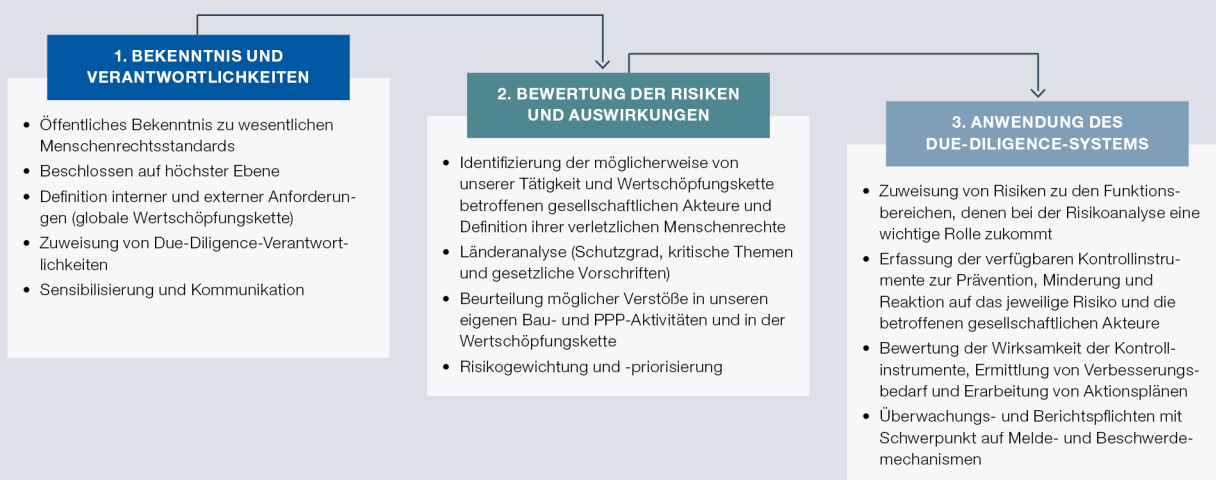 1. BEKENNTNIS UND
VERANTWORTLICHKEITEN
• Öffentliches Bekenntnis zu wesentlichen
Menschenrechtsstandards
• Beschlossen auf höchster Ebene
• Definition interner und externer Anforderun-
gen (globale Wertschöpfungskette)
• Zuweisung von Due-Diligence-Verantwort-
lichkeiten
• Sensibilisierung und Kommunikation
2. BEWERTUNG DER RISIKEN
UND AUSWIRKUNGEN
• Identifizierung der möglicherweise von
unserer Tätigkeit und Wertschöpfungskette
betroffenen gesellschaftlichen Akteure und
Definition ihrer verletzlichen Menschenrechte
• Länderanalyse (Schutzgrad, kritische Themen
und gesetzliche Vorschriften)
• Beurteilung möglicher Verstöße in unseren
eigenen Bau- und PPP-Aktivitäten und in der
Wertschöpfungskette
• Risikogewichtung und -priorisierung
3. ANWENDUNG DES
DUE-DILIGENCE-SYSTEMS
• Zuweisung von Risiken zu den Funktions-
bereichen, denen bei der Risikoanalyse eine
wichtige Rolle zukommt
• Erfassung der verfügbaren Kontrollinstru-
mente zur Prävention, Minderung und
Reaktion auf das jeweilige Risiko und die
betroffenen gesellschaftlichen Akteure
• Bewertung der Wirksamkeit der Kontroll-
instrumente, Ermittlung von Verbesserungs-
bedarf und Erarbeitung von Aktionsplänen
• Überwachungs- und Berichtspflichten mit
Schwerpunkt auf Melde- und Beschwerde-
mechanismen